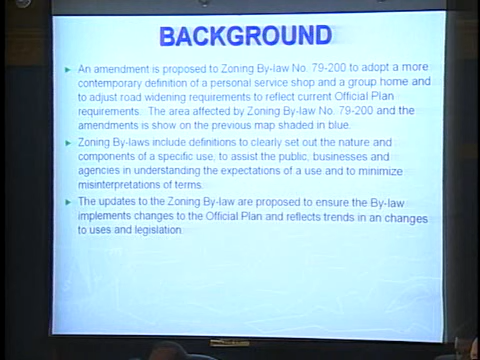 BACKGROUND
An amendment is proposed to Zoning By-law No. 79-200 to adopt a more
contemporary definition of a personal service shop and a group home and
to adjust road widening requirements to reflect current Official Plan
requirements. The area affected by Zoning By-law No. 79-200 and the
amendments is show on the previous map shaded in blue.
Zoning By-laws include definitions to clearly set out the nature and
components of a specific use, to assist the public, businesses and
agencies in understanding the expectations of a use and to minimize
misinterpretations of terms.
The updates to the Zoning By-law are proposed to ensure the By-law
implements changes to the Official Plan and reflects trends in an changes
to uses and legislation.